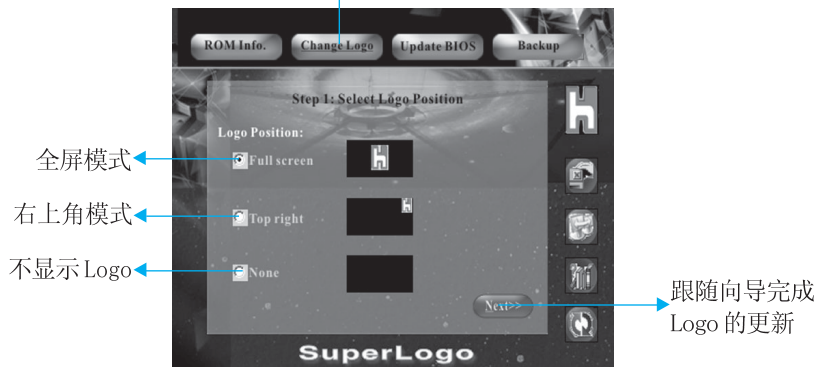 ROM Info. Change Logo Update BIOS Backup
Step 1: Select Logo Position
Logo Position:
全屏模式 Full screen
右上角模式 Top right
不显示 Logo None
Next>>
跟随向导完成
Logo 的更新
SuperLogo